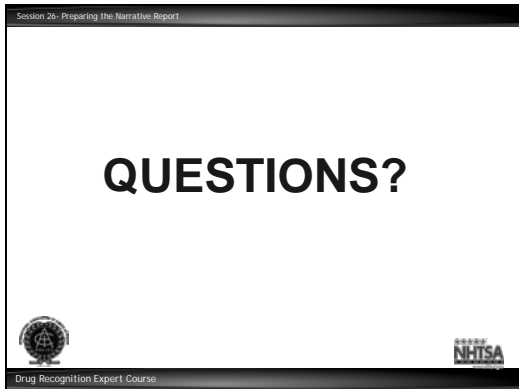 Session 26- Preparing the Narrative Report
QUESTIONS?
NHTSA
Drug Recognition Expert Course